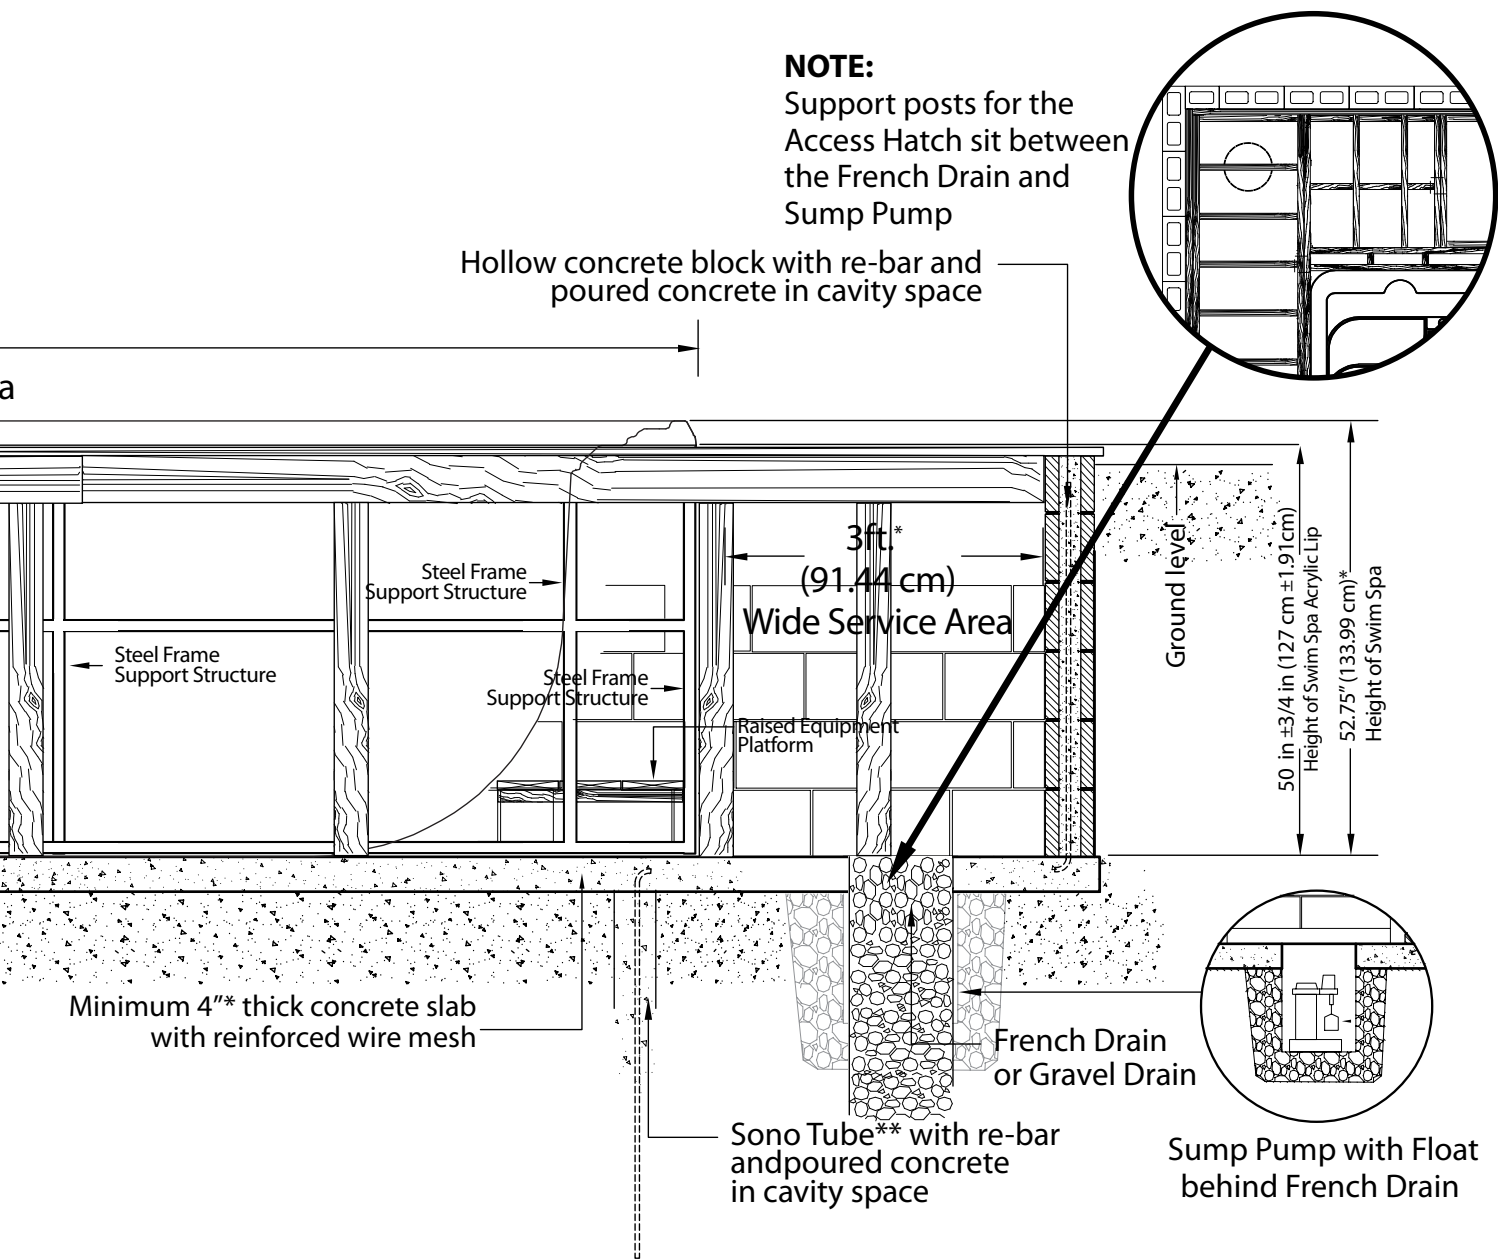 NOTE:
Support posts for the
Access Hatch sit between
the French Drain and
Sump Pump
Hollow concrete block with re-bar and
poured concrete in cavity space
a
3ft.*
(91.44 cm)
Wide Service Area
Steel Frame
Support Structure
Steel Frame
Support Structure
Steel Frame
Support Structure
Raised Equipment
Platform
Ground level
50 in ±3/4 in (127 cm ±1.91cm)
Height of Swim Spa Acrylic Lip
52.75” (133.99 cm)*
Height of Swim Spa
Minimum 4”* thick concrete slab
with reinforced wire mesh
French Drain
or Gravel Drain
Sono Tube** with re-bar
andpoured concrete
in cavity space
Sump Pump with Float
behind French Drain